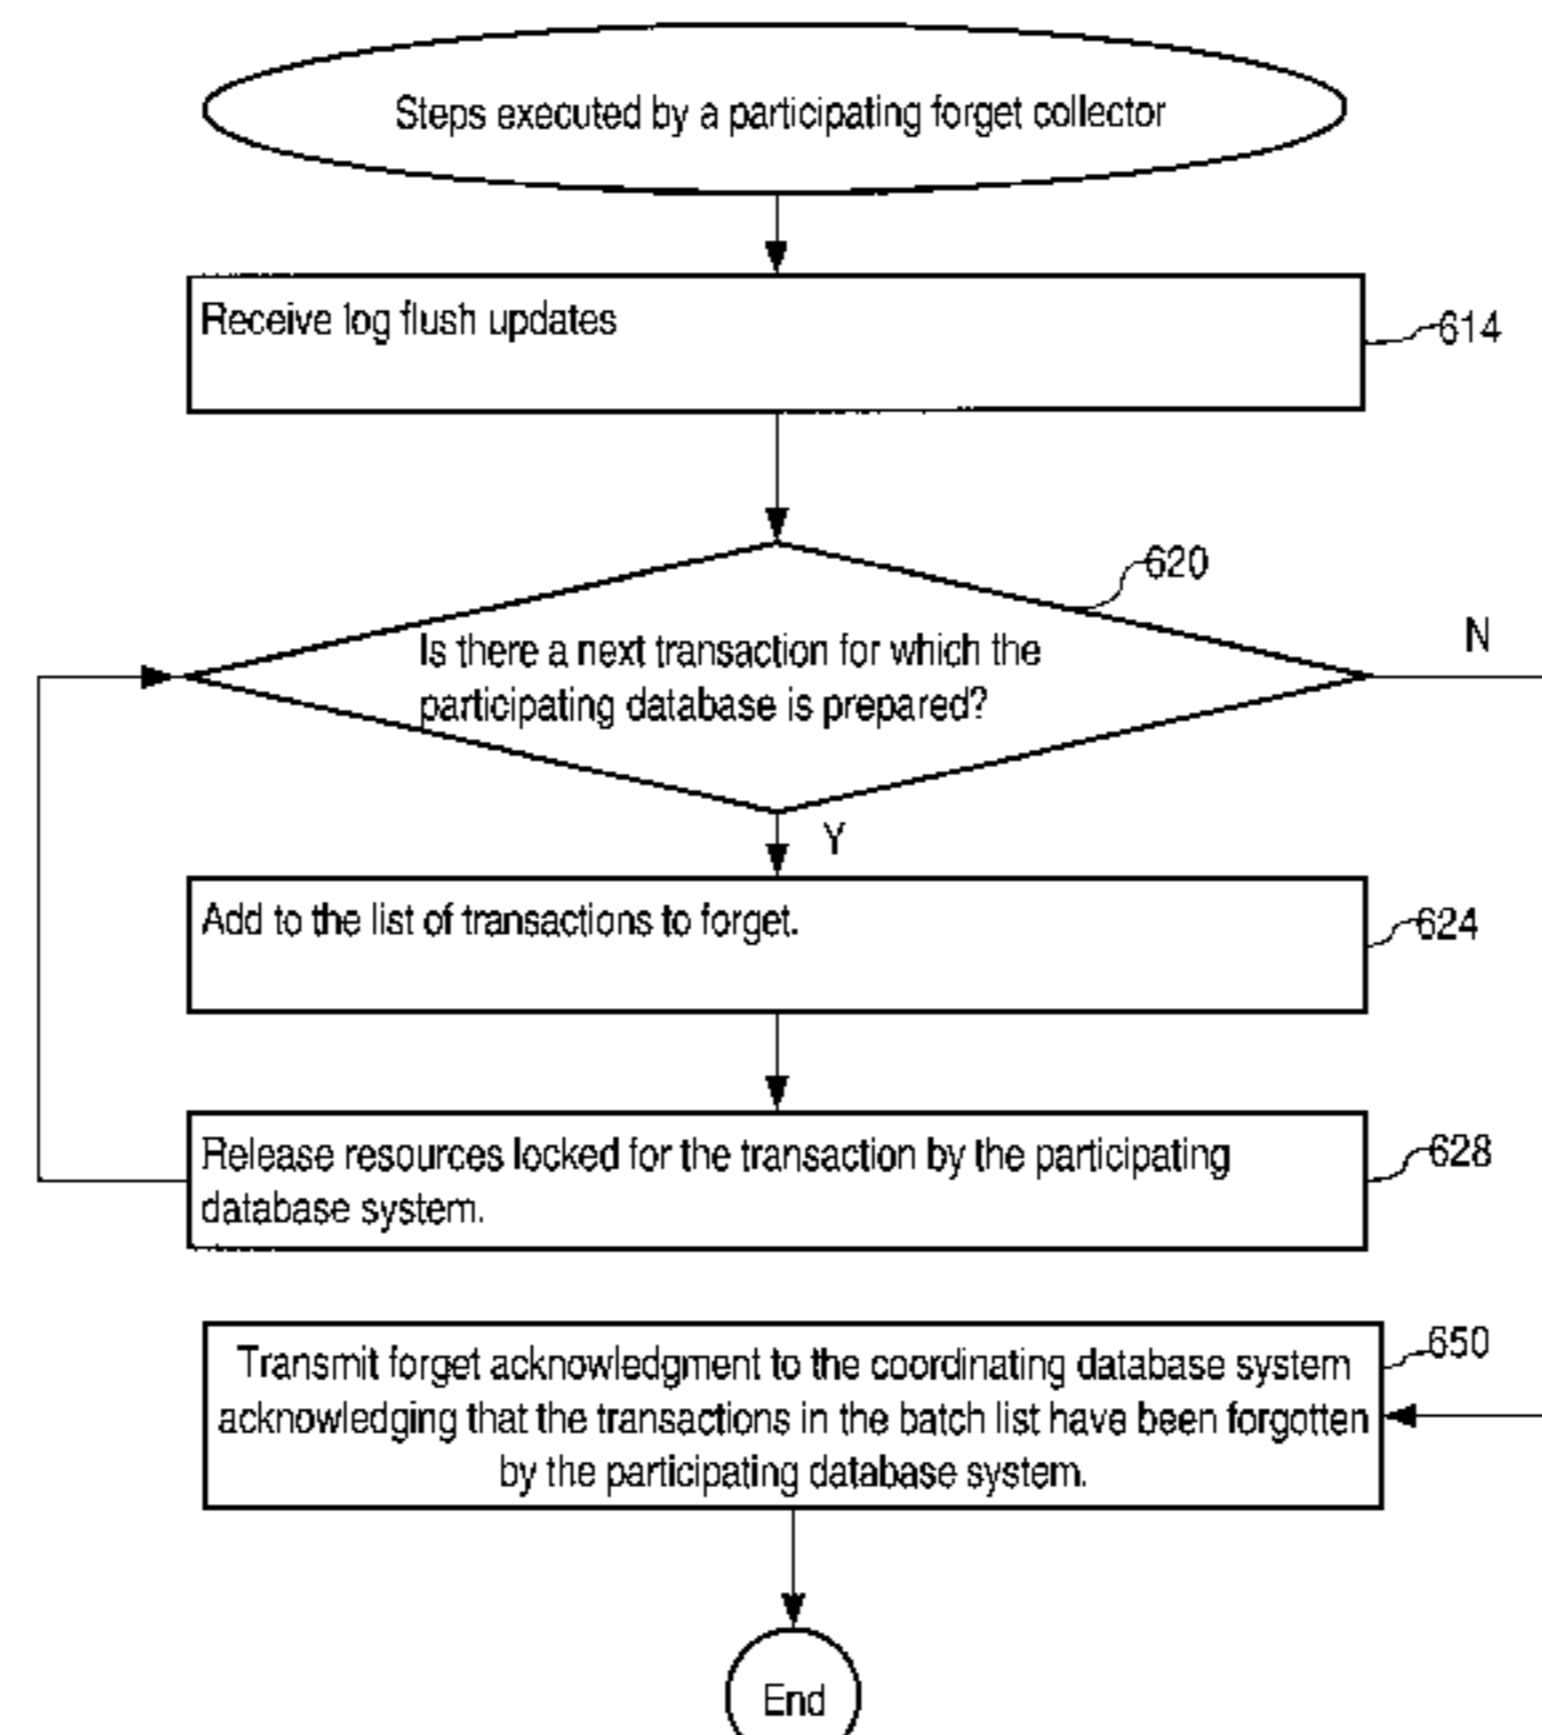 Steps executed by a participating forget collector
Receive log flush updates
614
620
N
Is there a next transaction for which the
participating database is prepared?
Y
Add to the list of transactions to forget.
624
Release resources locked for the transaction by the participating
database system.
628
650
Transmit forget acknowledgment to the coordinating database system
acknowledging that the transactions in the batch list have been forgotten
by the participating database system.
End